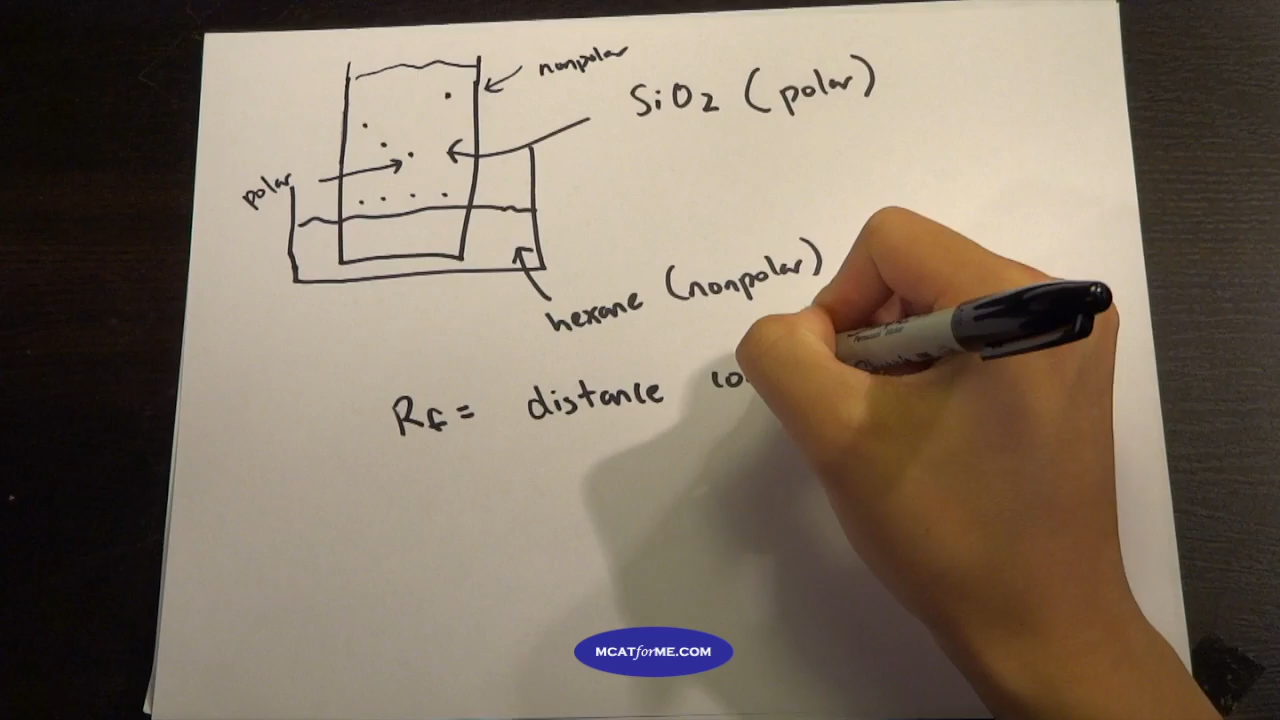 nonpolar
SiO2 (polar)
polar
hexane (nonpolar)
Rf = distance
MCATforME.COM